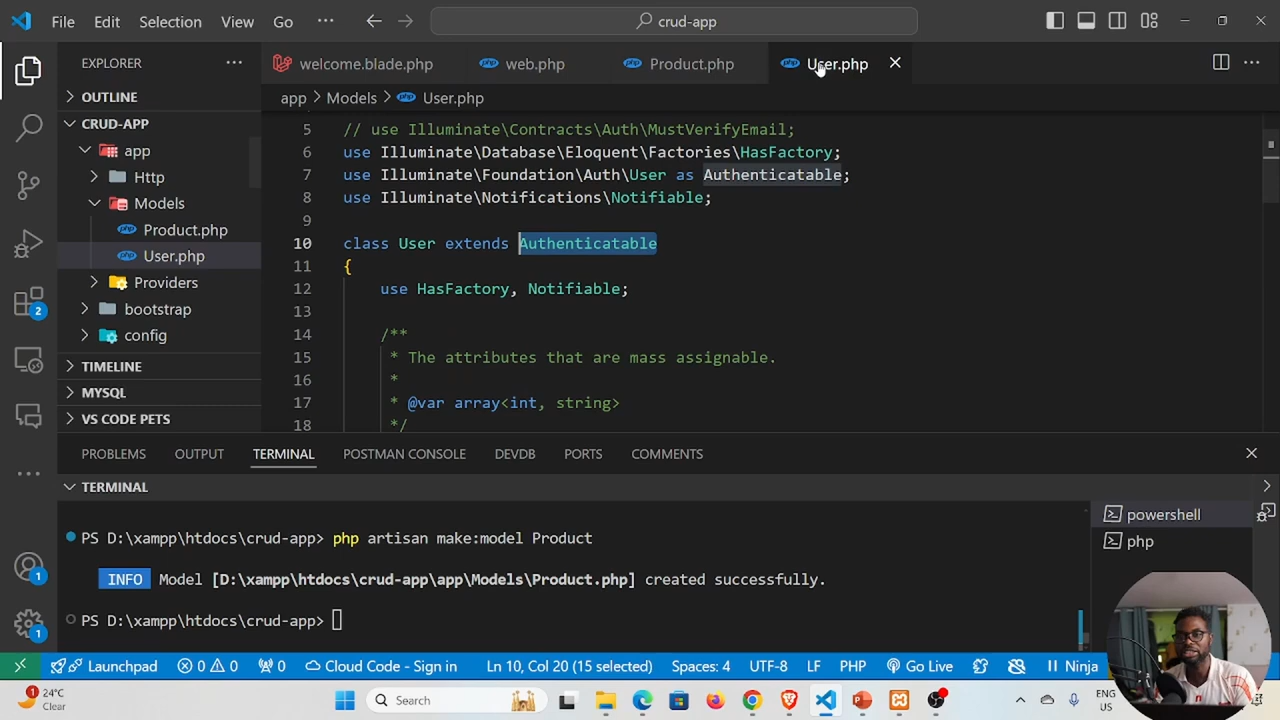 File Edit Selection View Go ··· crud-app
EXPLORER ···
welcome.blade.php
web.php
Product.php
User.php
OUTLINE
CRUD-APP
app
Http
Models
Product.php
User.php
Providers
bootstrap
config
TIMELINE
MYSQL
VS CODE PETS
2
1
1
app > Models > User.php
5 // use Illuminate\Contracts\Auth\MustVerifyEmail;
6 use Illuminate\Database\Eloquent\Factories\HasFactory;
7 use Illuminate\Foundation\Auth\User as Authenticatable;
8 use Illuminate\Notifications\Notifiable;
9
10 class User extends Authenticatable
11 {
12 use HasFactory, Notifiable;
13
14 /**
15 * The attributes that are mass assignable.
16 *
17 * @var array<int, string>
18 */
PROBLEMS OUTPUT TERMINAL POSTMAN CONSOLE DEVDB PORTS COMMENTS
TERMINAL
PS D:\xampp\htdocs\crud-app> php artisan make:model Product
INFO Model [D:\xampp\htdocs\crud-app\app\Models\Product.php] created successfully.
PS D:\xampp\htdocs\crud-app>
powershell
php
Launchpad 0 0 0 Cloud Code - Sign in Ln 10, Col 20 (15 selected) Spaces: 4 UTF-8 LF PHP Go Live Ninja
1
24°C
Clear
Search
ENG